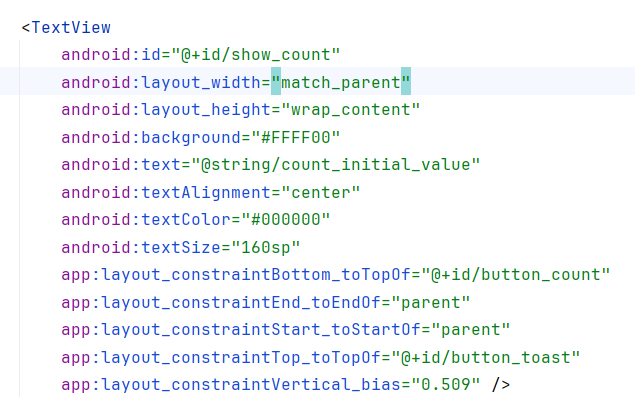 <TextView
android:id="@+id/show_count"
android:layout_width="match_parent"
android:layout_height="wrap_content"
android:background="#FFFF00"
android:text="@string/count_initial_value"
android:textAlignment="center"
android:textColor="#000000"
android:textSize="160sp"
app:layout_constraintBottom_toTopOf="@+id/button_count"
app:layout_constraintEnd_toEndOf="parent"
app:layout_constraintStart_toStartOf="parent"
app:layout_constraintTop_toTopOf="@+id/button_toast"
app:layout_constraintVertical_bias="0.509" />